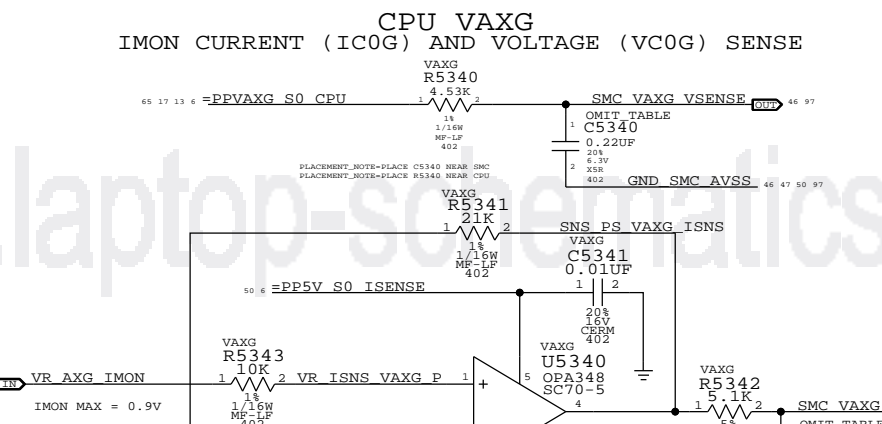 CPU VAXG
IMON CURRENT (IC0G) AND VOLTAGE (VC0G) SENSE
VAXG
R5340
4.53K
65 17 13 6 =PPVAXG_S0_CPU 1 2 SMC_VAXG_VSENSE OUT 46 97
1%
1/16W
MF-LF
402
OMIT_TABLE
1 C5340
0.22UF
20%
6.3V
2 X5R
402 GND_SMC_AVSS 46 47 50 97
PLACEMENT_NOTE=PLACE C5340 NEAR SMC
PLACEMENT_NOTE=PLACE R5340 NEAR CPU
.laptop-schematics
VAXG
R5341
21K
1 2 SNS_PS_VAXG_ISNS
1%
1/16W
MF-LF
402
VAXG
C5341
0.01UF
50 6 =PP5V_S0_ISENSE 1 2
20%
16V
CERM
402
VAXG
U5340
5 OPA348
SC70-5
VAXG
R5343
10K
IN VR_AXG_IMON 1 2 VR_ISNS_VAXG_P 1 +
IMON MAX = 0.9V
1%
1/16W
MF-LF
402
4
VAXG
R5342
5.1K
1 2 SMC_VAXG
5%
OMIT_TABLE